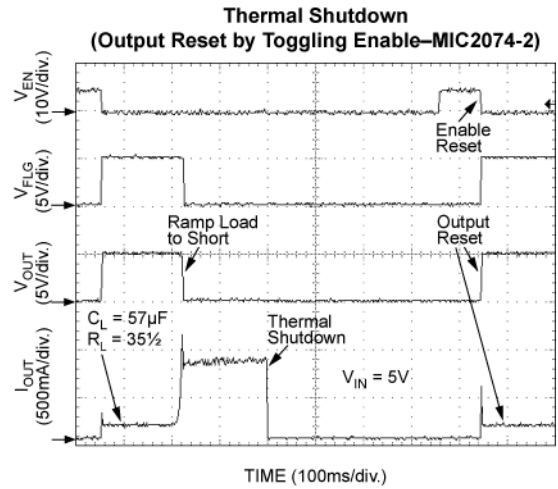 Thermal Shutdown
(Output Reset by Toggling Enable–MIC2074-2)
VEN
(10V/div.)
Enable
Reset
VFLG
(5V/div.)
Ramp Load
to Short
Output
Reset
VOUT
(5V/div.)
CL = 57µF
RL = 35½
Thermal
Shutdown
VIN = 5V
IOUT
(500mA/div.)
TIME (100ms/div.)